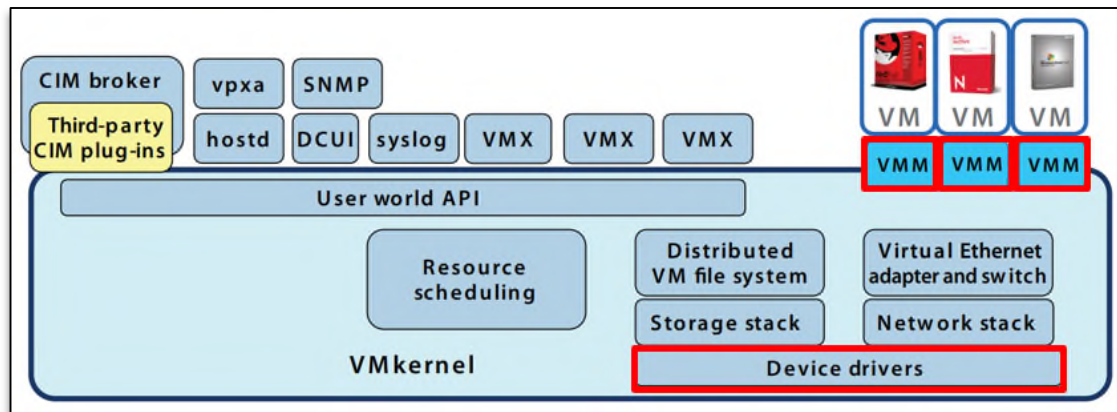 CIM broker
Third-party
CIM plug-ins
vpxa
SNMP
hostd
DCUI
syslog
VMX
VMX
VMX
N
VM
VM
VM
VMM
VMM
VMM
User world API
Resource
scheduling
Distributed
VM file system
Virtual Ethernet
adapter and switch
Storage stack
Network stack
VMkernel
Device drivers